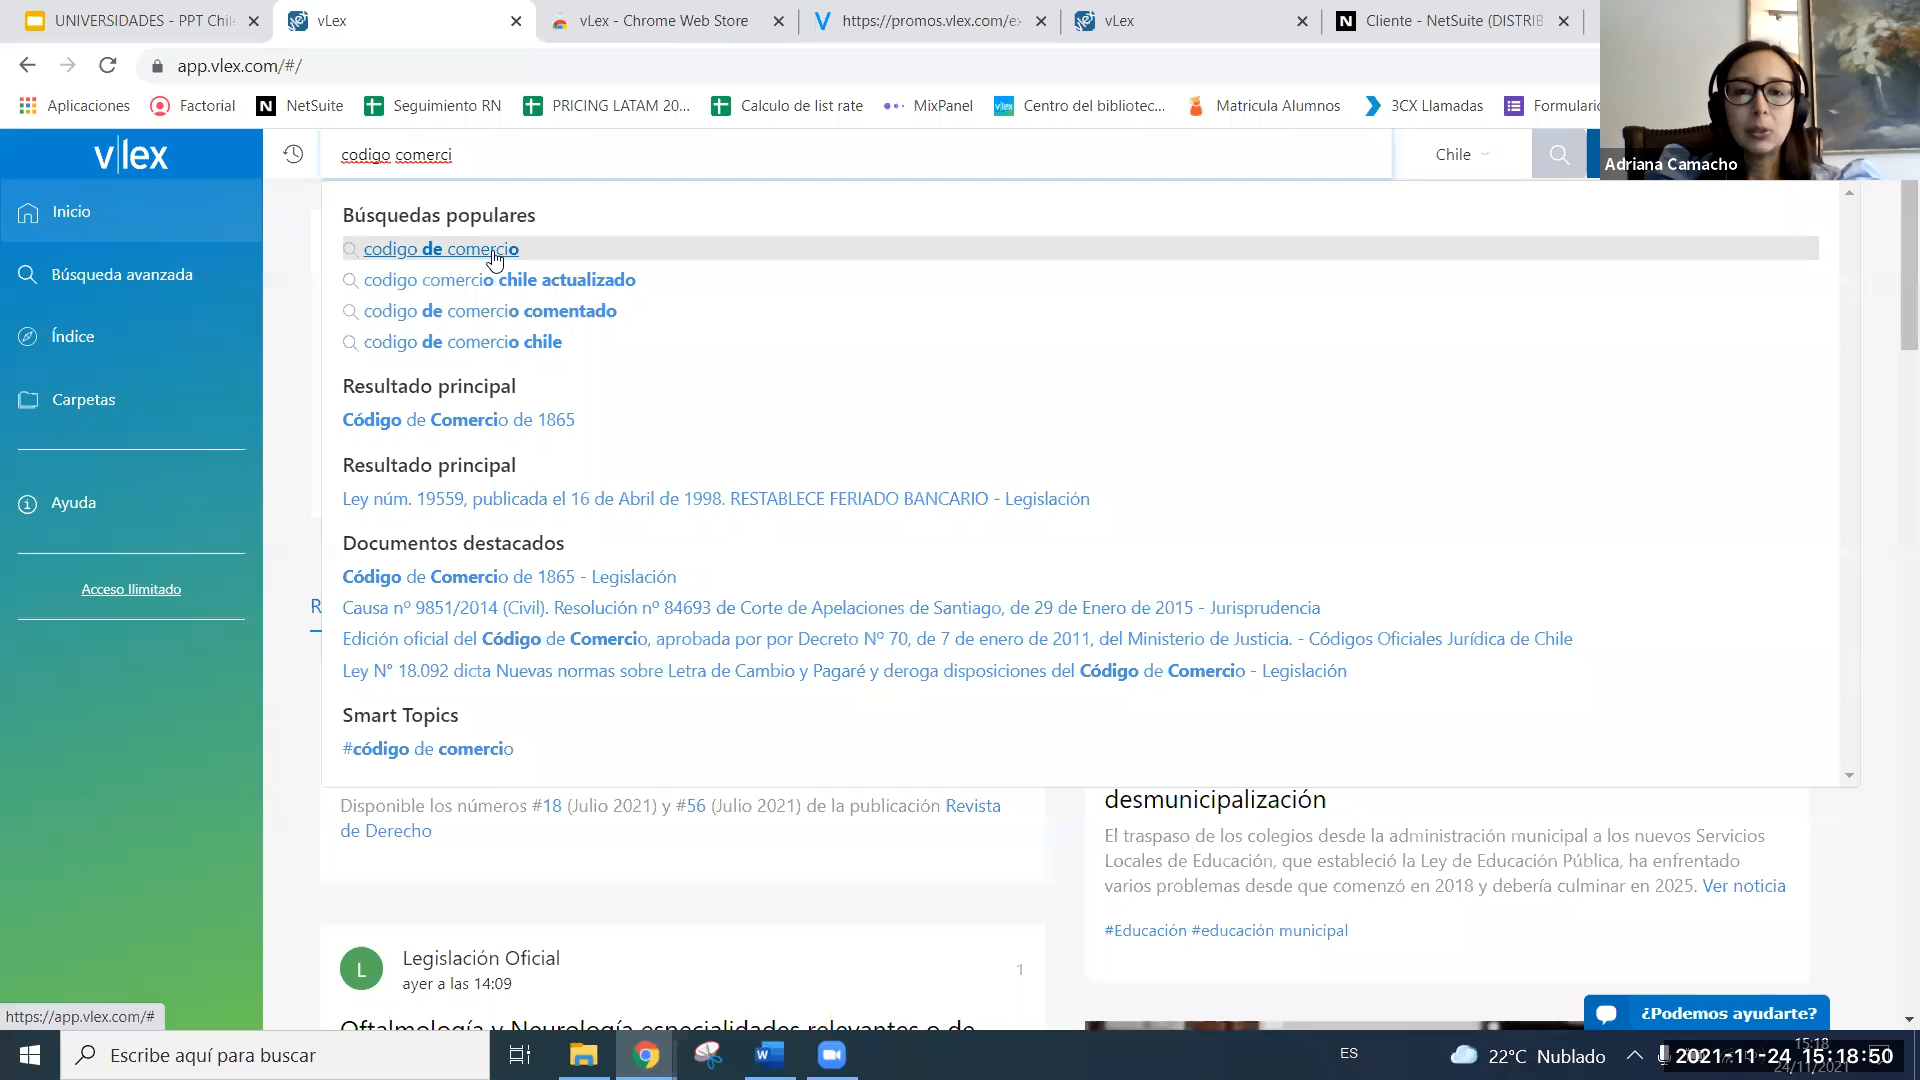 UNIVERSIDADES - PPT Chil
vLex
vLex - Chrome Web Store
https://promos.vlex.com/e
vLex
Cliente - NetSuite (DISTRIB
app.vlex.com/#/
Aplicaciones
Factorial
NetSuite
Seguimiento RN
PRICING LATAM 20...
Calculo de list rate
MixPanel
Centro del bibliotec...
Matricula Alumnos
3CX Llamadas
Formulario
Adriana Camacho
v|lex
codigo comerci
Chile
Inicio
Búsqueda avanzada
Índice
Carpetas
Ayuda
Acceso Ilimitado
Búsquedas populares
codigo de comercio
codigo comercio chile actualizado
codigo de comercio comentado
codigo de comercio chile
Resultado principal
Código de Comercio de 1865
Resultado principal
Ley núm. 19559, publicada el 16 de Abril de 1998. RESTABLECE FERIADO BANCARIO - Legislación
Documentos destacados
Código de Comercio de 1865 - Legislación
R
Causa nº 9851/2014 (Civil). Resolución nº 84693 de Corte de Apelaciones de Santiago, de 29 de Enero de 2015 - Jurisprudencia
Edición oficial del Código de Comercio, aprobada por por Decreto Nº 70, de 7 de enero de 2011, del Ministerio de Justicia. - Códigos Oficiales Jurídica de Chile
Ley N° 18.092 dicta Nuevas normas sobre Letra de Cambio y Pagaré y deroga disposiciones del Código de Comercio - Legislación
Smart Topics
#código de comercio
Disponible los números #18 (Julio 2021) y #56 (Julio 2021) de la publicación Revista
de Derecho
desmunicipalización
El traspaso de los colegios desde la administración municipal a los nuevos Servicios
Locales de Educación, que estableció la Ley de Educación Pública, ha enfrentado
varios problemas desde que comenzó en 2018 y debería culminar en 2025. Ver noticia
#Educación #educación municipal
L
Legislación Oficial
ayer a las 14:09
1
Oftalmología y Neurología especialidades relevantes o de
¿Podemos ayudarte?
https://app.vlex.com/#
Escribe aquí para buscar
ES
22°C Nublado
15:18
2021-11-24 15:18:50
24/11/2021